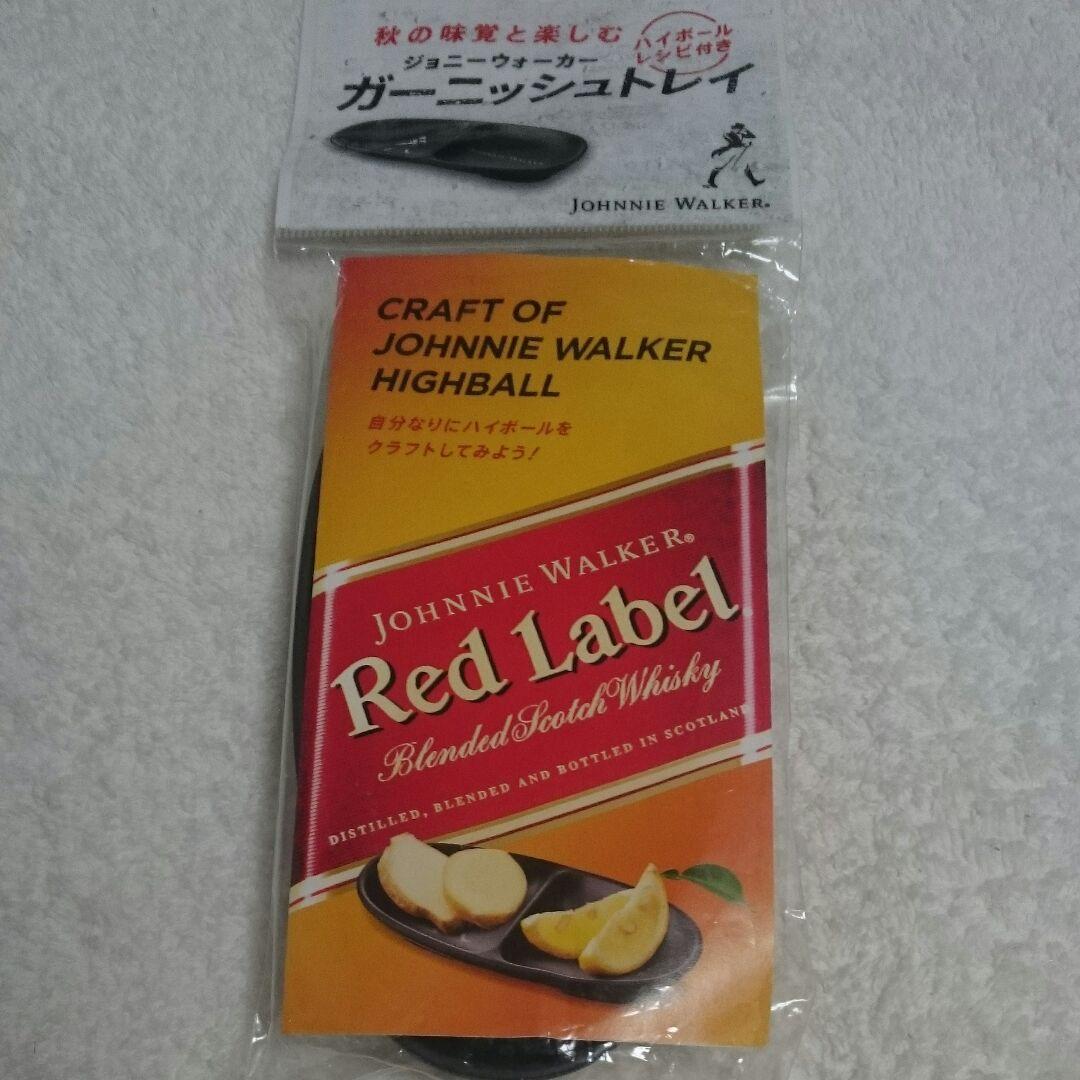 秋の味覚と楽しむ
ハイボール
レシピ付き
ジョニーウォーカー
ガーニッシュトレイ
JOHNNIE WALKER®
CRAFT OF
JOHNNIE WALKER
HIGHBALL
自分なりにハイボールを
クラフトしてみよう!
JOHNNIE WALKER®
Red Label
Blended Scotch Whisky
DISTILLED, BLENDED AND BOTTLED IN SCOTLAND